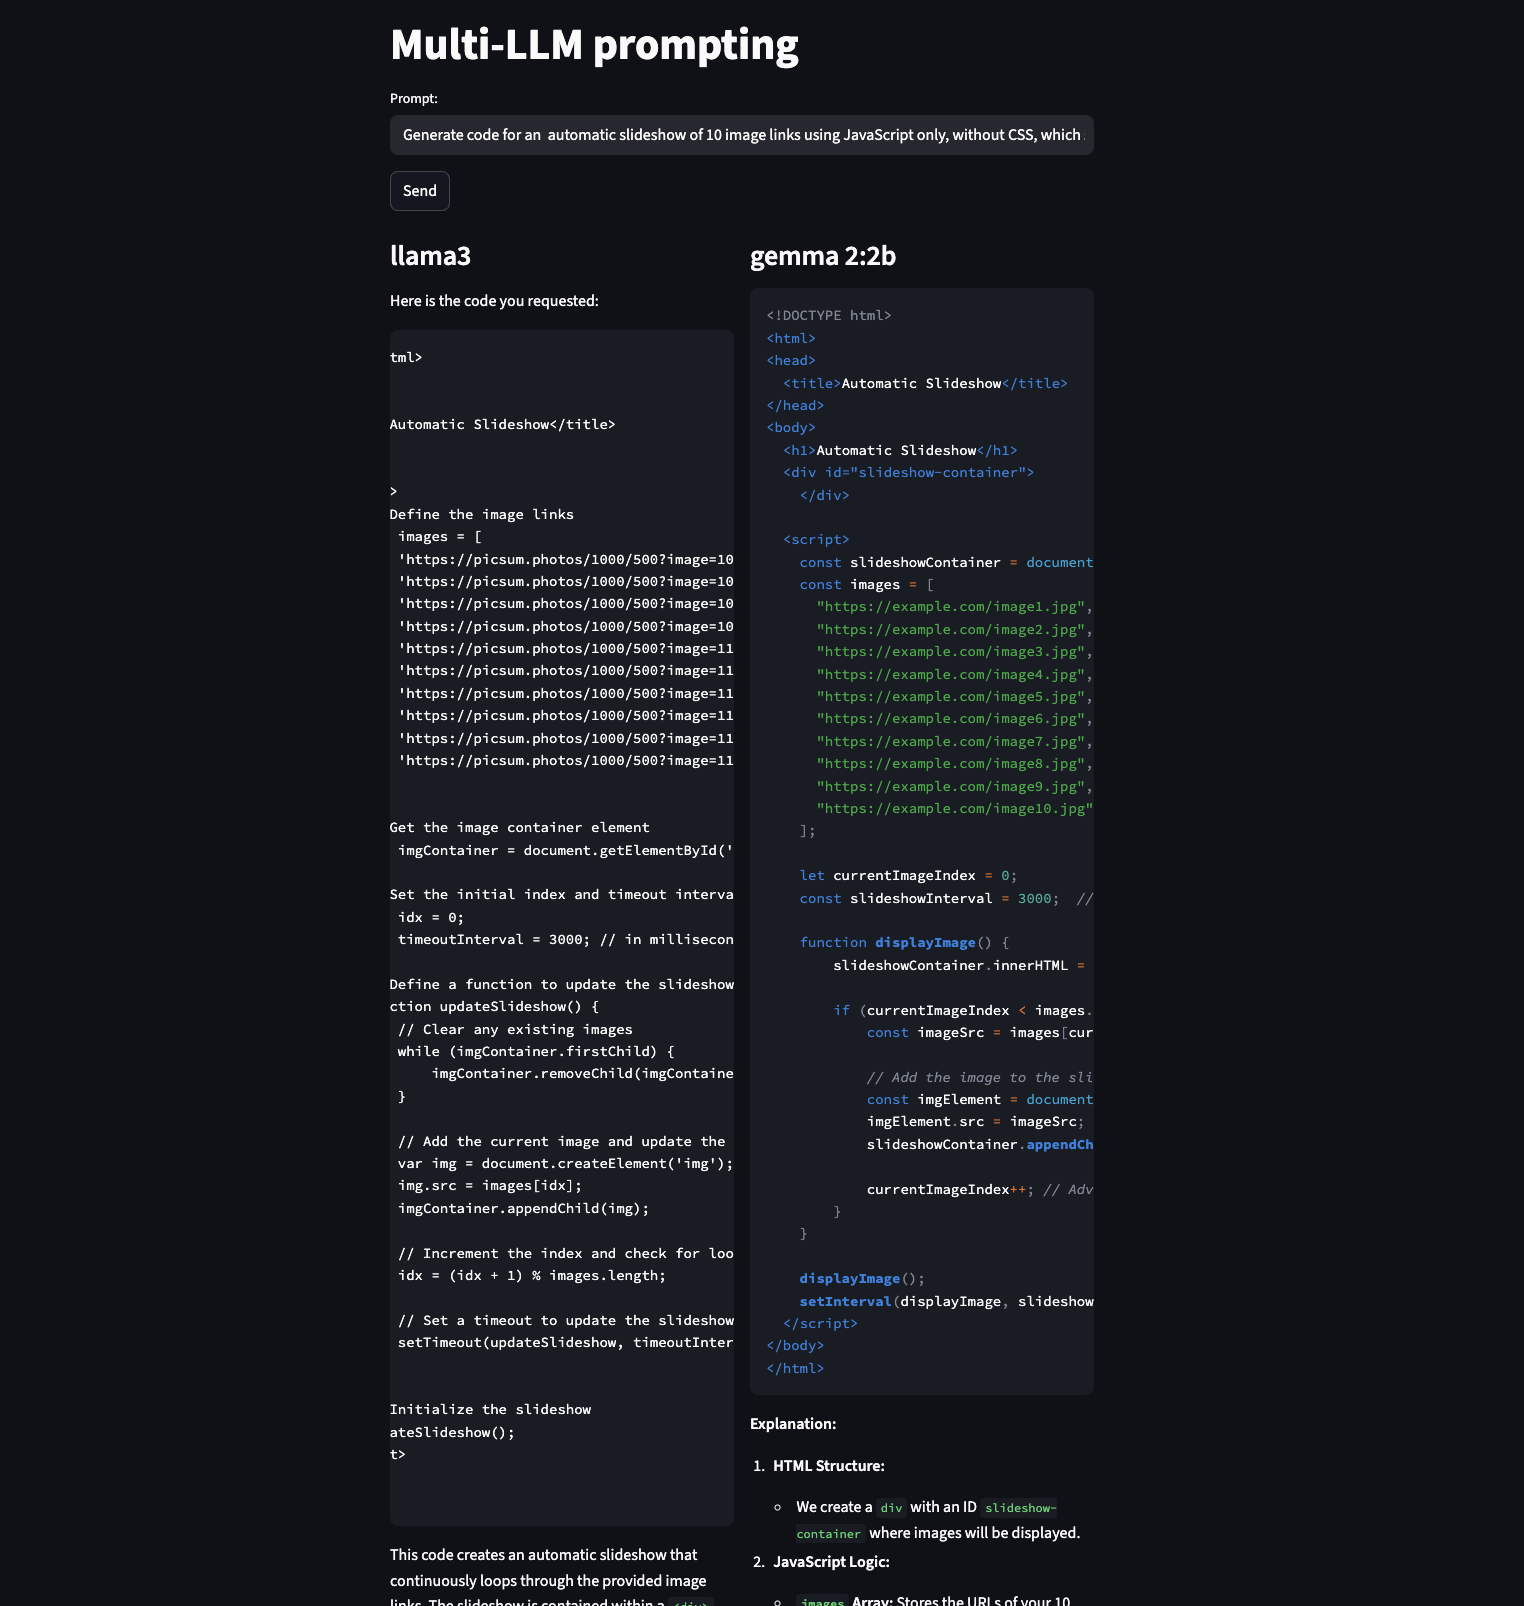 Multi-LLM prompting
Prompt:
Generate code for an  automatic slideshow of 10 image links using JavaScript only, without CSS, which
Send
llama3
Here is the code you requested:
tml>
Automatic Slideshow</title>
>
Define the image links
images = [
'https://picsum.photos/1000/500?image=10
'https://picsum.photos/1000/500?image=10
'https://picsum.photos/1000/500?image=10
'https://picsum.photos/1000/500?image=10
'https://picsum.photos/1000/500?image=11
'https://picsum.photos/1000/500?image=11
'https://picsum.photos/1000/500?image=11
'https://picsum.photos/1000/500?image=11
'https://picsum.photos/1000/500?image=11
'https://picsum.photos/1000/500?image=11
Get the image container element
imgContainer = document.getElementById('
Set the initial index and timeout interva
idx = 0;
timeoutInterval = 3000; // in millisecon
Define a function to update the slideshow
ction updateSlideshow() {
// Clear any existing images
while (imgContainer.firstChild) {
imgContainer.removeChild(imgContaine
}
// Add the current image and update the
var img = document.createElement('img');
img.src = images[idx];
imgContainer.appendChild(img);
// Increment the index and check for loo
idx = (idx + 1) % images.length;
// Set a timeout to update the slideshow
setTimeout(updateSlideshow, timeoutInter
Initialize the slideshow
ateSlideshow();
t>
This code creates an automatic slideshow that
continuously loops through the provided image
links. The slideshow is contained within a <div>
gemma 2:2b
<!DOCTYPE html>
<html>
<head>
<title>Automatic Slideshow</title>
</head>
<body>
<h1>Automatic Slideshow</h1>
<div id="slideshow-container">
</div>
<script>
const slideshowContainer = document
const images = [
"https://example.com/image1.jpg",
"https://example.com/image2.jpg",
"https://example.com/image3.jpg",
"https://example.com/image4.jpg",
"https://example.com/image5.jpg",
"https://example.com/image6.jpg",
"https://example.com/image7.jpg",
"https://example.com/image8.jpg",
"https://example.com/image9.jpg",
"https://example.com/image10.jpg"
];
let currentImageIndex = 0;
const slideshowInterval = 3000;  //
function displayImage() {
slideshowContainer.innerHTML =
if (currentImageIndex < images.
const imageSrc = images[cur
// Add the image to the sli
const imgElement = document
imgElement.src = imageSrc;
slideshowContainer.appendCh
currentImageIndex++; // Adv
}
}
displayImage();
setInterval(displayImage, slideshow
</script>
</body>
</html>
Explanation:
1. HTML Structure:
We create a div with an ID slideshow-
container where images will be displayed.
2. JavaScript Logic:
images Array: Stores the URLs of your 10